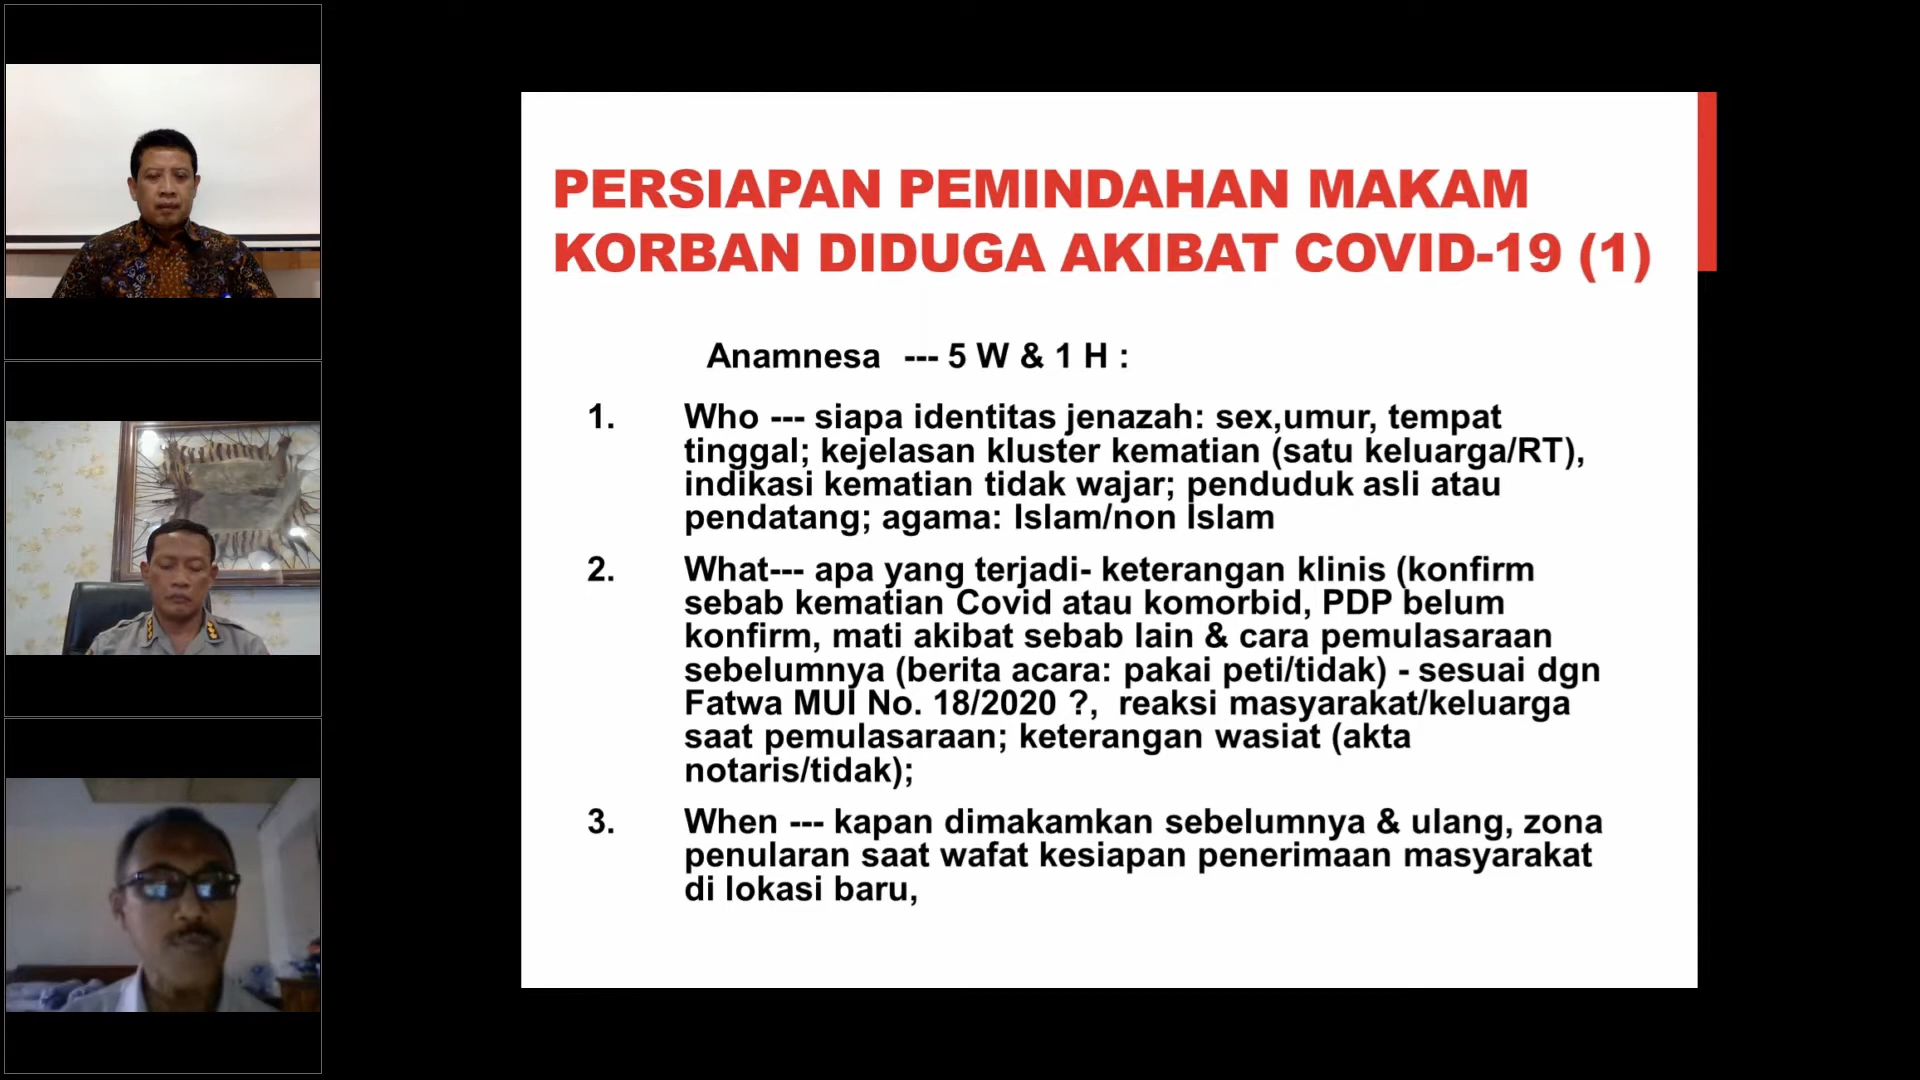 PERSIAPAN PEMINDAHAN MAKAM
KORBAN DIDUGA AKIBAT COVID-19 (1)
Anamnesa --- 5 W & 1 H :
1. Who --- siapa identitas jenazah: sex,umur, tempat
tinggal; kejelasan kluster kematian (satu keluarga/RT),
indikasi kematian tidak wajar; penduduk asli atau
pendatang; agama: Islam/non Islam
2. What--- apa yang terjadi- keterangan klinis (konfirm
sebab kematian Covid atau komorbid, PDP belum
konfirm, mati akibat sebab lain & cara pemulasaraan
sebelumnya (berita acara: pakai peti/tidak) - sesuai dgn
Fatwa MUI No. 18/2020 ?, reaksi masyarakat/keluarga
saat pemulasaraan; keterangan wasiat (akta
notaris/tidak);
3. When --- kapan dimakamkan sebelumnya & ulang, zona
penularan saat wafat kesiapan penerimaan masyarakat
di lokasi baru,